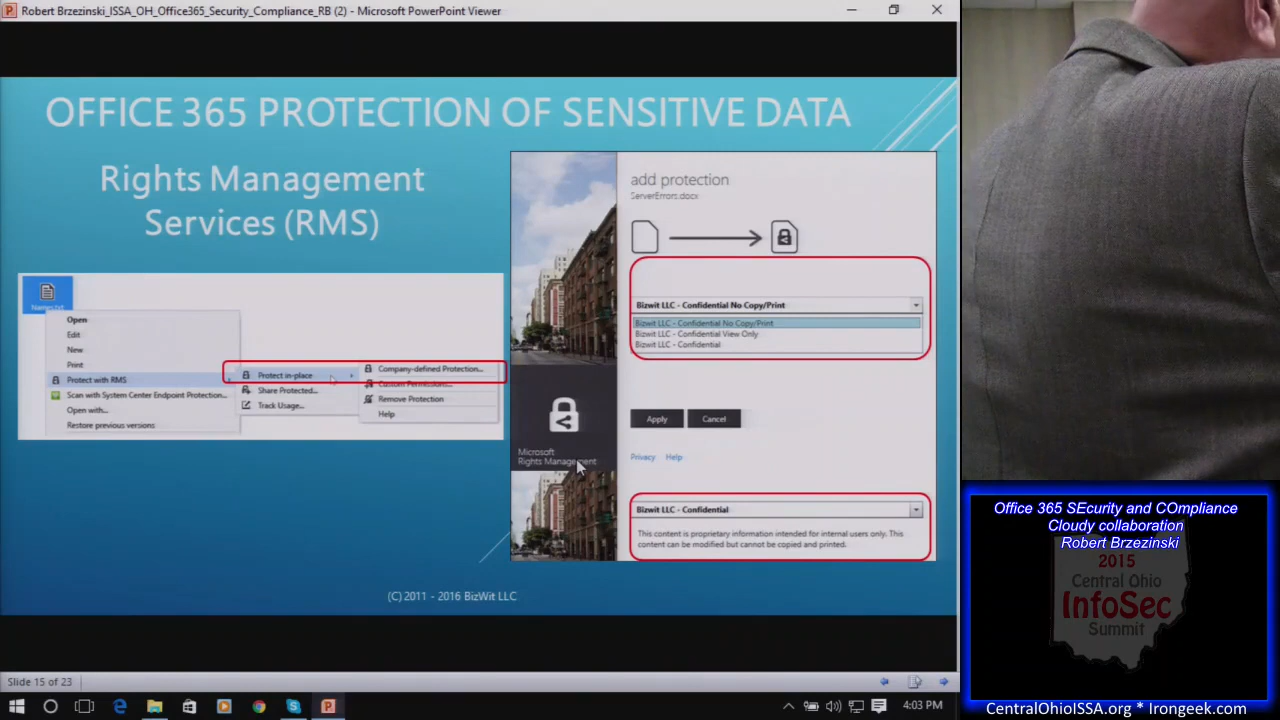 Robert Brzezinski_ISSA_OH_Office365_Security_Compliance_RB (2) - Microsoft PowerPoint Viewer
OFFICE 365 PROTECTION OF SENSITIVE DATA
Rights Management
Services (RMS)
Names.txt
Open
Edit
New
Print
Protect with RMS
Scan with System Center Endpoint Protection...
Open with...
Restore previous versions
Protect in-place
Share Protected...
Track Usage...
Company-defined Protection...
Custom Permissions...
Remove Protection
Help
add protection
ServerErrors.docx
Bizwit LLC - Confidential No Copy/Print
Bizwit LLC - Confidential No Copy/Print
Bizwit LLC - Confidential View Only
Bizwit LLC - Confidential
Apply
Cancel
Privacy
Help
Microsoft
Rights Management
Bizwit LLC - Confidential
This content is proprietary information intended for internal users only. This
content can be modified but cannot be copied and printed.
(C) 2011 - 2016 BizWit LLC
Slide 15 of 23
4:03 PM
Office 365 SEcurity and COmpliance
Cloudy collaboration
Robert Brzezinski
2015
Central Ohio
InfoSec
Summit
CentralOhioISSA.org * Irongeek.com